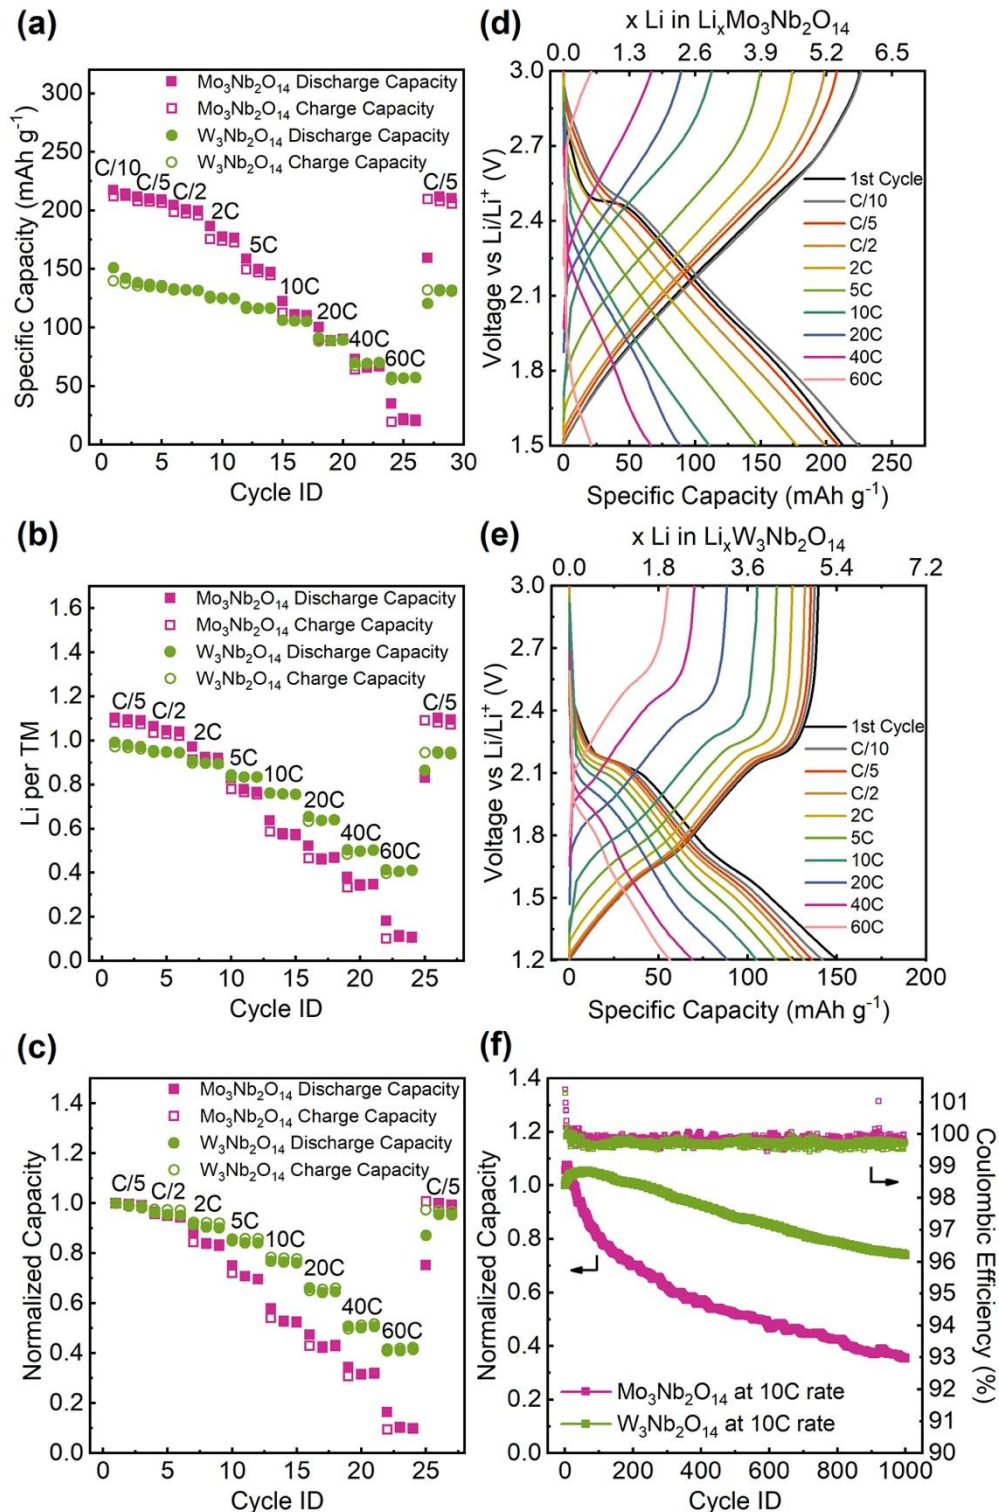 (a)
Specific Capacity (mAh g⁻¹)
300
250
200
150
100
50
0
Mo₃Nb₂O₁₄ Discharge Capacity
Mo₃Nb₂O₁₄ Charge Capacity
W₃Nb₂O₁₄ Discharge Capacity
W₃Nb₂O₁₄ Charge Capacity
C/10
C/5
C/2
2C
5C
10C
20C
40C
60C
C/5
0 5 10 15 20 25 30
Cycle ID
(d)
x Li in LiₓMo₃Nb₂O₁₄
0.0 1.3 2.6 3.9 5.2 6.5
Voltage vs Li/Li⁺ (V)
3.0
2.7
2.4
2.1
1.8
1.5
1st Cycle
C/10
C/5
C/2
2C
5C
10C
20C
40C
60C
0 50 100 150 200 250
Specific Capacity (mAh g⁻¹)
(b)
Li per TM
1.6
1.4
1.2
1.0
0.8
0.6
0.4
0.2
0.0
Mo₃Nb₂O₁₄ Discharge Capacity
Mo₃Nb₂O₁₄ Charge Capacity
W₃Nb₂O₁₄ Discharge Capacity
W₃Nb₂O₁₄ Charge Capacity
C/5
C/2
2C
5C
10C
20C
40C
60C
C/5
0 5 10 15 20 25
Cycle ID
(e)
x Li in LiₓW₃Nb₂O₁₄
0.0 1.8 3.6 5.4 7.2
Voltage vs Li/Li⁺ (V)
3.0
2.7
2.4
2.1
1.8
1.5
1.2
1st Cycle
C/10
C/5
C/2
2C
5C
10C
20C
40C
60C
0 50 100 150 200
Specific Capacity (mAh g⁻¹)
(c)
Normalized Capacity
1.4
1.2
1.0
0.8
0.6
0.4
0.2
0.0
Mo₃Nb₂O₁₄ Discharge Capacity
Mo₃Nb₂O₁₄ Charge Capacity
W₃Nb₂O₁₄ Discharge Capacity
W₃Nb₂O₁₄ Charge Capacity
C/5
C/2
2C
5C
10C
20C
40C
60C
C/5
0 5 10 15 20 25
Cycle ID
(f)
Normalized Capacity
1.4
1.2
1.0
0.8
0.6
0.4
0.2
0.0
Mo₃Nb₂O₁₄ at 10C rate
W₃Nb₂O₁₄ at 10C rate
101
100
99
98
97
96
95
94
93
92
91
90
Coulombic Efficiency (%)
0 200 400 600 800 1000
Cycle ID